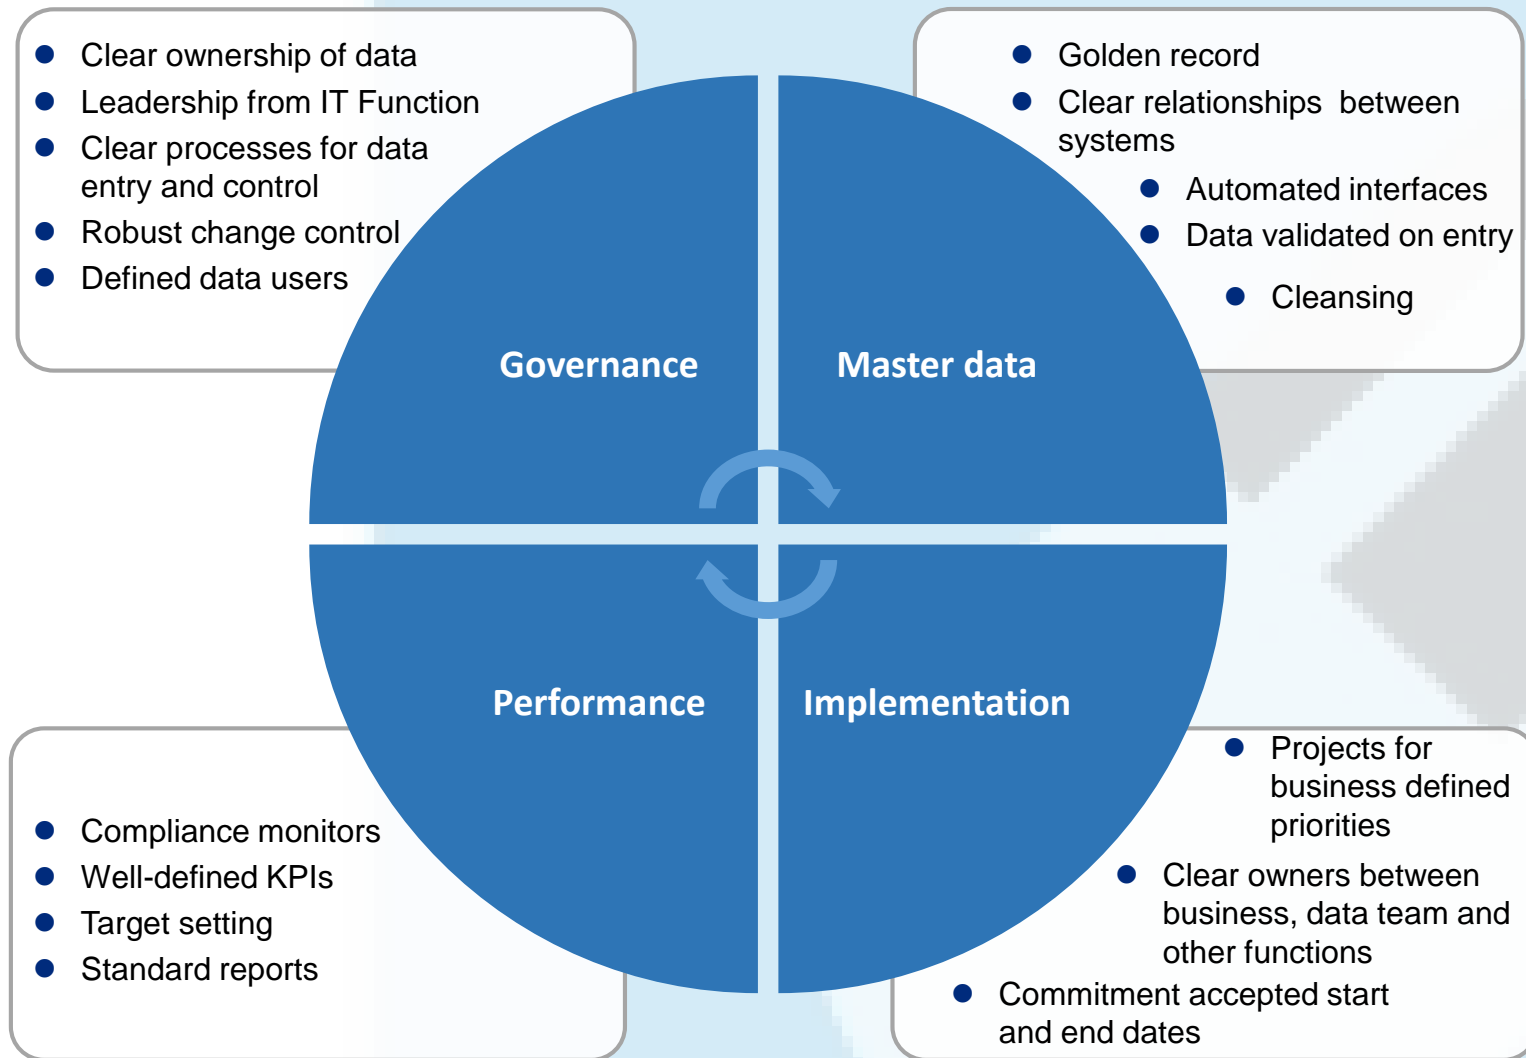 Clear ownership of data
Leadership from IT Function
Clear processes for data
entry and control
Robust change control
Defined data users
Golden record
Clear relationships between
systems
Automated interfaces
Data validated on entry
Cleansing
Governance
Master data
Performance
Implementation
Compliance monitors
Well-defined KPIs
Target setting
Standard reports
Projects for
business defined
priorities
Clear owners between
business, data team and
other functions
Commitment accepted start
and end dates